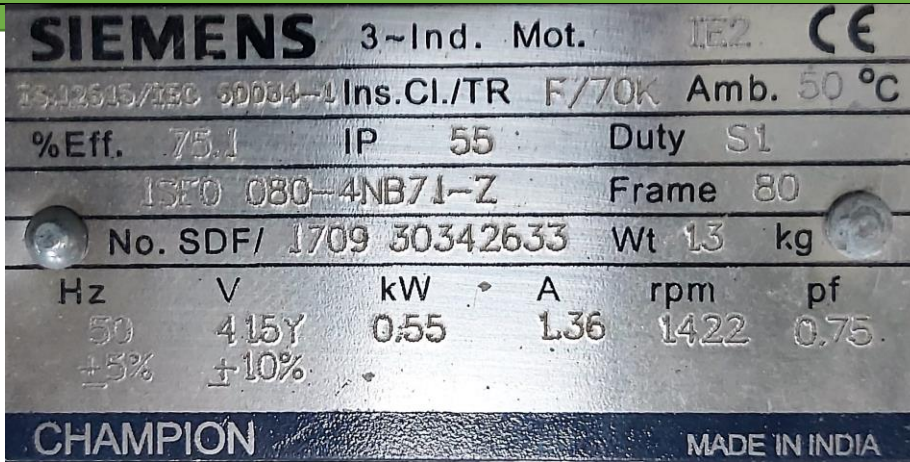 SIEMENS 3~Ind. Mot. IE2 CE
IS:12615/IEC 60034-1 Ins.Cl./TR F/70K Amb. 50 °C
%Eff. 75.1 IP 55 Duty S1
1SE0 080-4NB71-Z Frame 80
No. SDF/ 1709 30342633 Wt 13 kg
Hz V kW A rpm pf
50 415Y 0.55 1.36 1422 0.75
±5% ±10%
CHAMPION MADE IN INDIA